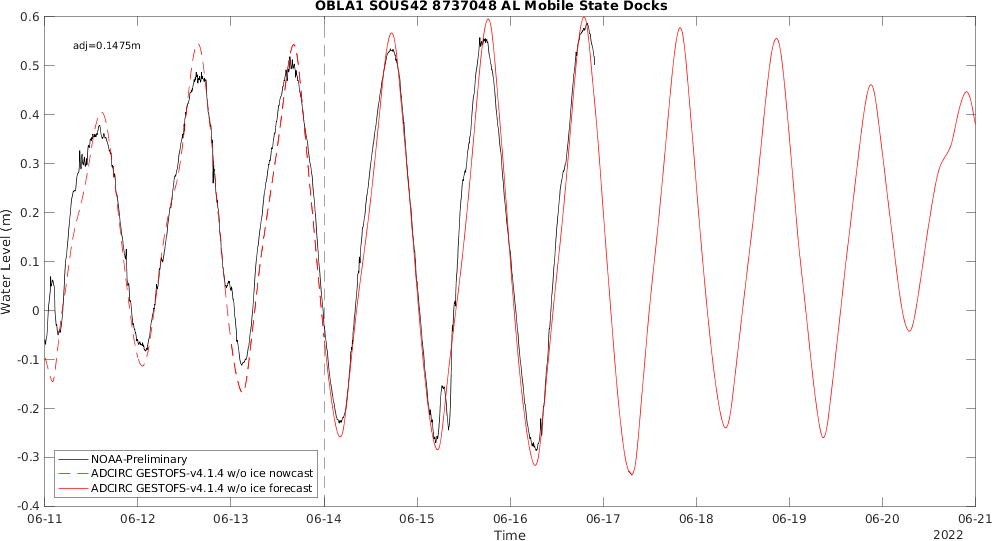 OBLA1 SOUS42 8737048 AL Mobile State Docks
adj=0.1475m
Water Level (m)
0.6
0.5
0.4
0.3
0.2
0.1
0
-0.1
-0.2
-0.3
-0.4
NOAA-Preliminary
ADCIRC GESTOFS-v4.1.4 w/o ice nowcast
ADCIRC GESTOFS-v4.1.4 w/o ice forecast
06-11 06-12 06-13 06-14 06-15 06-16 06-17 06-18 06-19 06-20 06-21
Time
2022